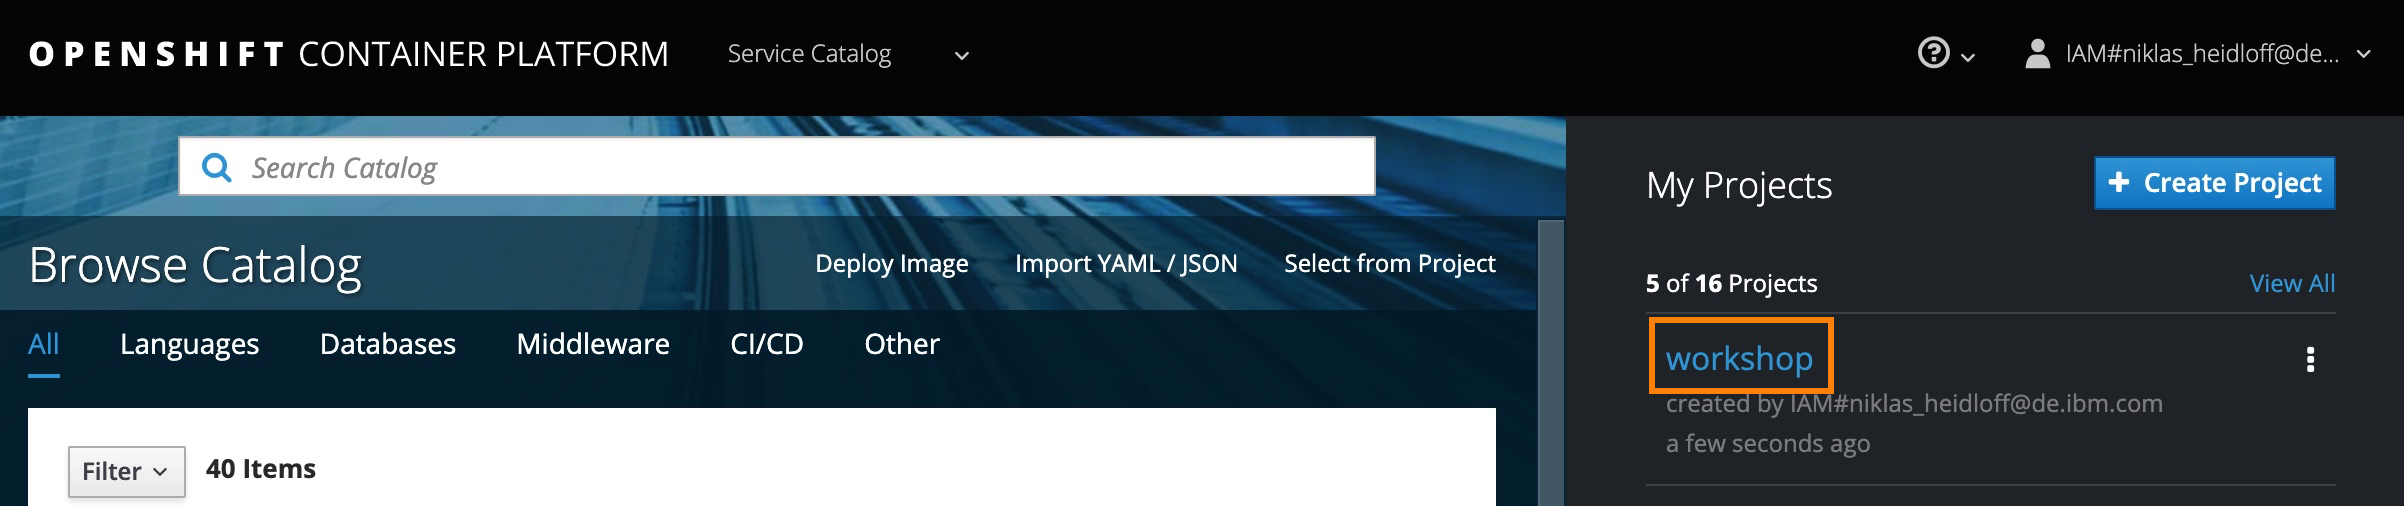 OPENSHIFT CONTAINER PLATFORM Service Catalog IAM#niklas_heidloff@de...
Search Catalog
Browse Catalog Deploy Image Import YAML / JSON Select from Project
All Languages Databases Middleware CI/CD Other
Filter 40 Items
My Projects + Create Project
5 of 16 Projects View All
workshop
created by IAM#niklas_heidloff@de.ibm.com
a few seconds ago